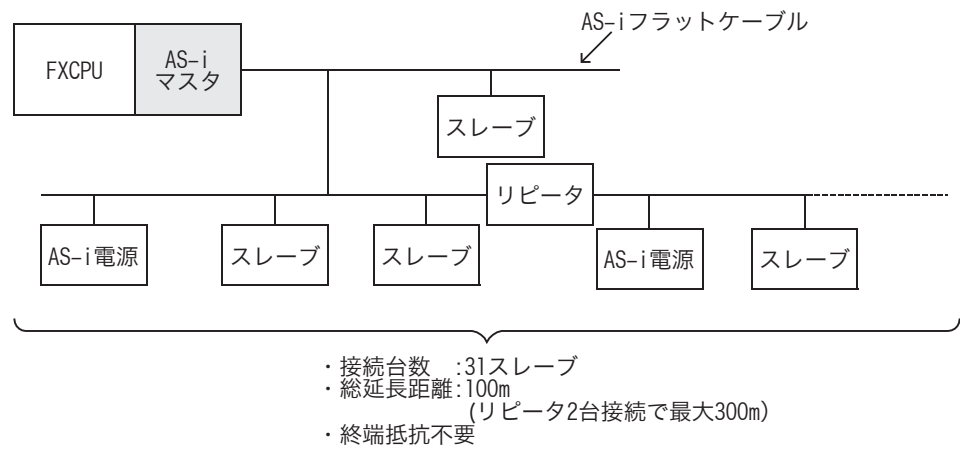 AS-iフラットケーブル
FXCPU
AS-i
マスタ
スレーブ
リピータ
AS-i電源
スレーブ
スレーブ
AS-i電源
スレーブ
・接続台数 :31スレーブ
・総延長距離:100m
(リピータ2台接続で最大300m)
・終端抵抗不要